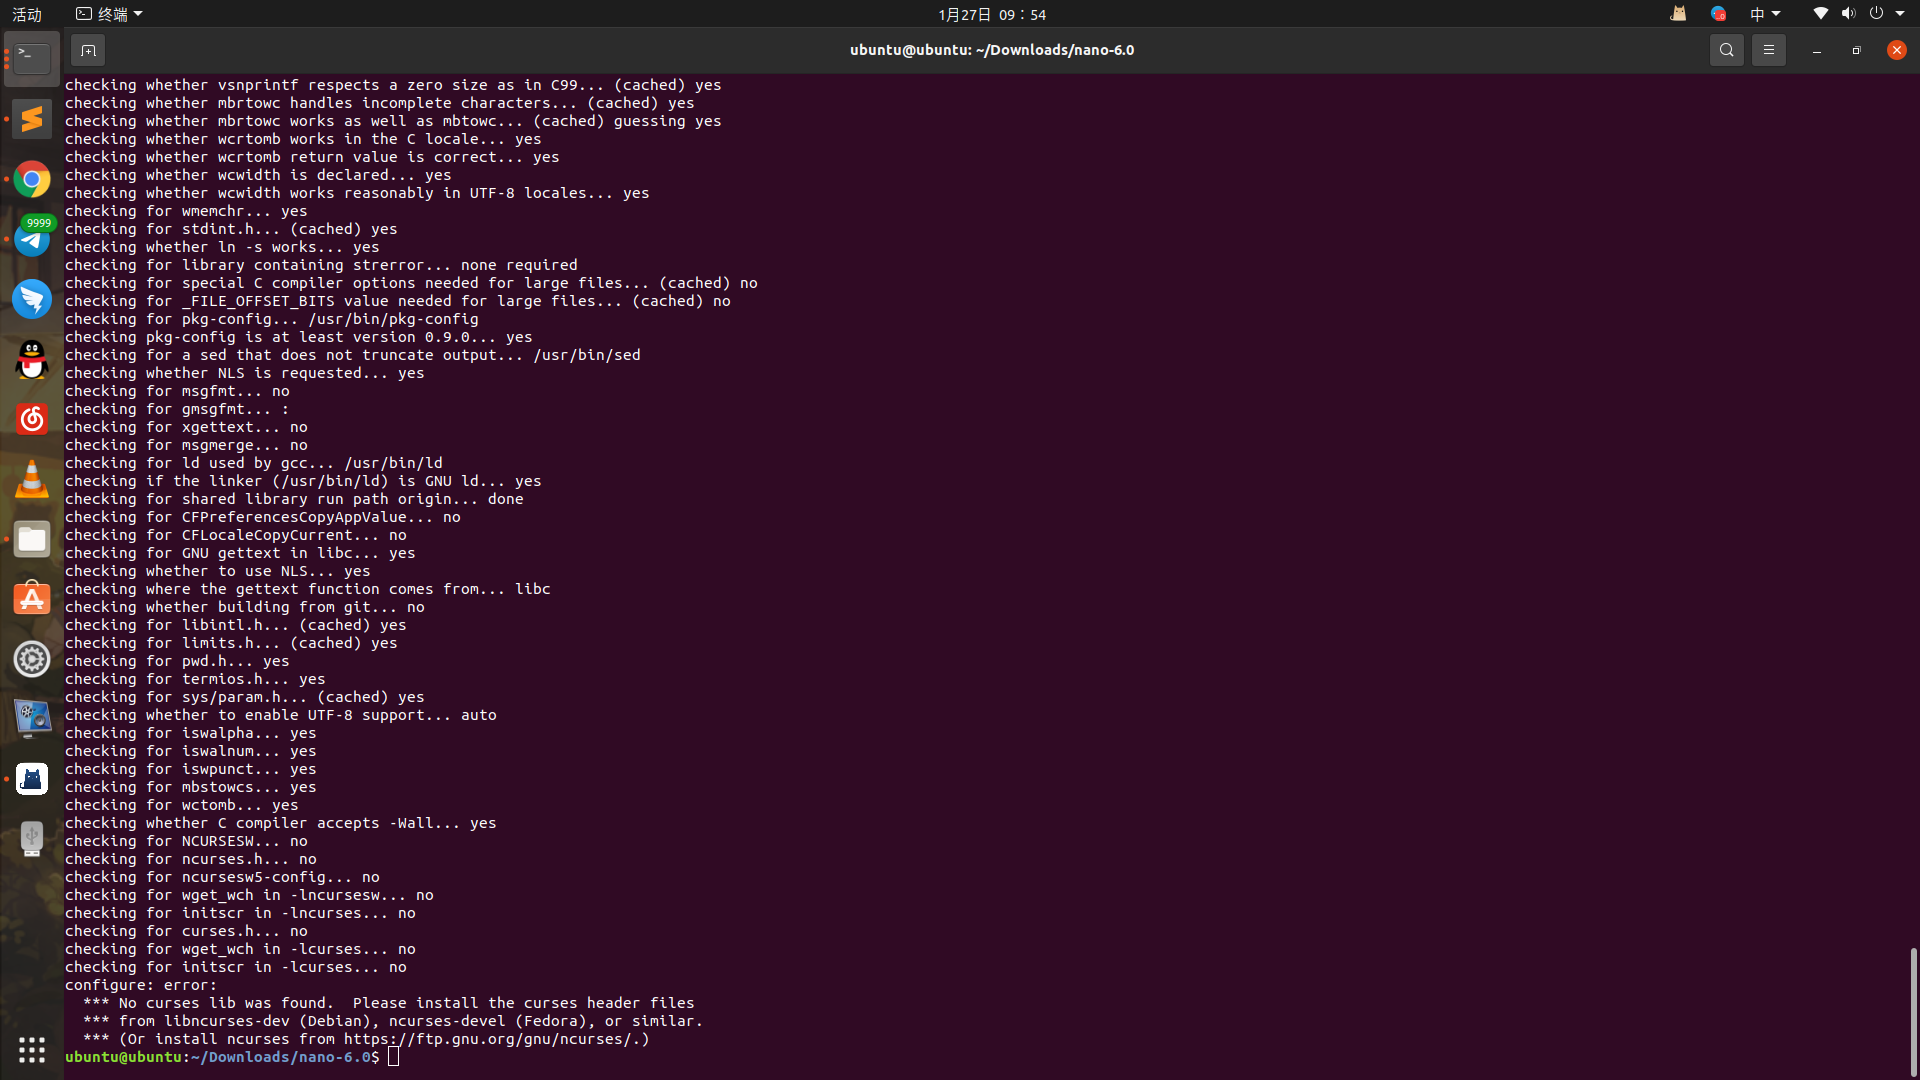 活动
终端
1月27日 09：54
中
ubuntu@ubuntu: ~/Downloads/nano-6.0
9999
checking whether vsnprintf respects a zero size as in C99... (cached) yes
checking whether mbrtowc handles incomplete characters... (cached) yes
checking whether mbrtowc works as well as mbtowc... (cached) guessing yes
checking whether wcrtomb works in the C locale... yes
checking whether wcrtomb return value is correct... yes
checking whether wcwidth is declared... yes
checking whether wcwidth works reasonably in UTF-8 locales... yes
checking for wmemchr... yes
checking for stdint.h... (cached) yes
checking whether ln -s works... yes
checking for library containing strerror... none required
checking for special C compiler options needed for large files... (cached) no
checking for _FILE_OFFSET_BITS value needed for large files... (cached) no
checking for pkg-config... /usr/bin/pkg-config
checking pkg-config is at least version 0.9.0... yes
checking for a sed that does not truncate output... /usr/bin/sed
checking whether NLS is requested... yes
checking for msgfmt... no
checking for gmsgfmt... :
checking for xgettext... no
checking for msgmerge... no
checking for ld used by gcc... /usr/bin/ld
checking if the linker (/usr/bin/ld) is GNU ld... yes
checking for shared library run path origin... done
checking for CFPreferencesCopyAppValue... no
checking for CFLocaleCopyCurrent... no
checking for GNU gettext in libc... yes
checking whether to use NLS... yes
checking where the gettext function comes from... libc
checking whether building from git... no
checking for libintl.h... (cached) yes
checking for limits.h... (cached) yes
checking for pwd.h... yes
checking for termios.h... yes
checking for sys/param.h... (cached) yes
checking whether to enable UTF-8 support... auto
checking for iswalpha... yes
checking for iswalnum... yes
checking for iswpunct... yes
checking for mbstowcs... yes
checking for wctomb... yes
checking whether C compiler accepts -Wall... yes
checking for NCURSESW... no
checking for ncurses.h... no
checking for ncursesw5-config... no
checking for wget_wch in -lncursesw... no
checking for initscr in -lncurses... no
checking for curses.h... no
checking for wget_wch in -lcurses... no
checking for initscr in -lcurses... no
configure: error:
  *** No curses lib was found.  Please install the curses header files
  *** from libncurses-dev (Debian), ncurses-devel (Fedora), or similar.
  *** (Or install ncurses from https://ftp.gnu.org/gnu/ncurses/.)
ubuntu@ubuntu:~/Downloads/nano-6.0$